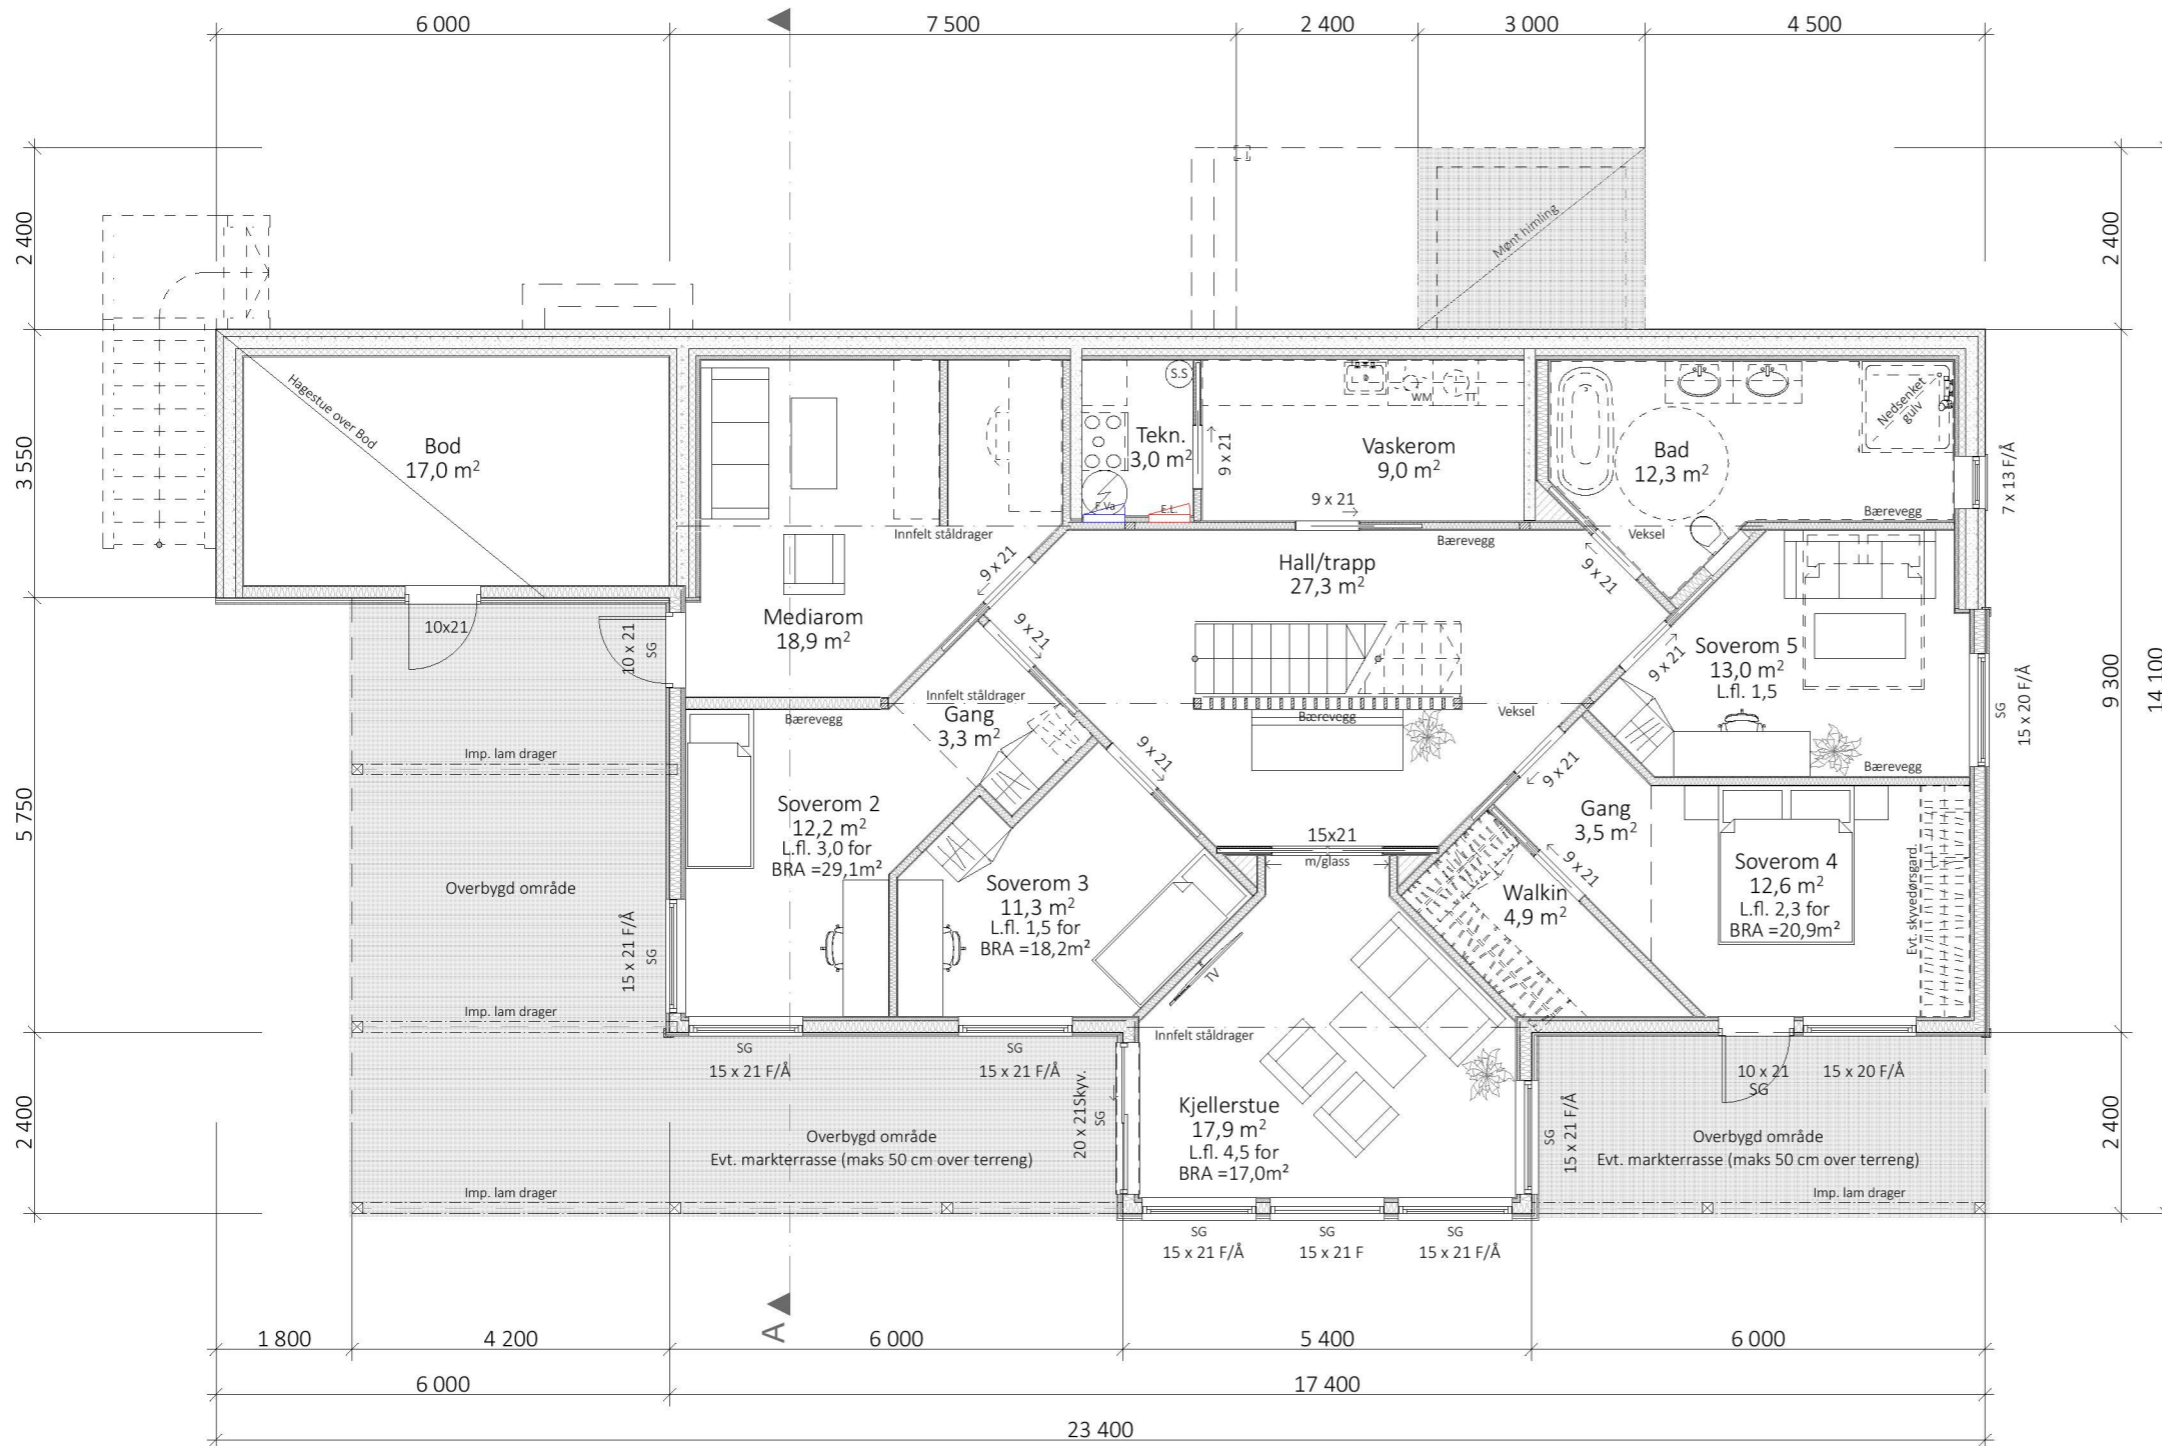 6 000
7 500
2 400
3 000
4 500
2 400
3 550
5 750
2 400
2 400
9 300
14 100
2 400
Mønt himling
Hagestue over Bod
Bod
17,0 m²
10x21
10 x 21
SG
Mediarom
18,9 m²
Innfelt ståldrager
9 x 21
S.S
Tekn.
3,0 m²
9 x 21
F.Va
E.L.
WM
TT
Vaskerom
9,0 m²
9 x 21
Bærevegg
Bad
12,3 m²
Nedsenket
gulv
Bærevegg
7 x 13 F/Å
Veksel
9 x 21
Hall/trapp
27,3 m²
Bærevegg
Veksel
9 x 21
Soverom 5
13,0 m²
L.fl. 1,5
SG
15 x 20 F/Å
Bærevegg
9 x 21
Innfelt ståldrager
Gang
3,3 m²
Bærevegg
9 x 21
Soverom 2
12,2 m²
L.fl. 3,0 for
BRA =29,1m²
Soverom 3
11,3 m²
L.fl. 1,5 for
BRA =18,2m²
15x21
m/glass
9 x 21
Gang
3,5 m²
9 x 21
Walkin
4,9 m²
Soverom 4
12,6 m²
L.fl. 2,3 for
BRA =20,9m²
Evt. skyvedørsgard.
Imp. lam drager
Overbygd område
15 x 21 F/Å
SG
Imp. lam drager
TV
Innfelt ståldrager
SG
15 x 21 F/Å
SG
15 x 21 F/Å
20 x 21Skyv.
SG
Kjellerstue
17,9 m²
L.fl. 4,5 for
BRA =17,0m²
SG
15 x 21 F/Å
10 x 21
SG
15 x 20 F/Å
Overbygd område
Evt. markterrasse (maks 50 cm over terreng)
Overbygd område
Evt. markterrasse (maks 50 cm over terreng)
Imp. lam drager
Imp. lam drager
SG
15 x 21 F/Å
SG
15 x 21 F
SG
15 x 21 F/Å
A
1 800
4 200
6 000
5 400
6 000
6 000
17 400
23 400